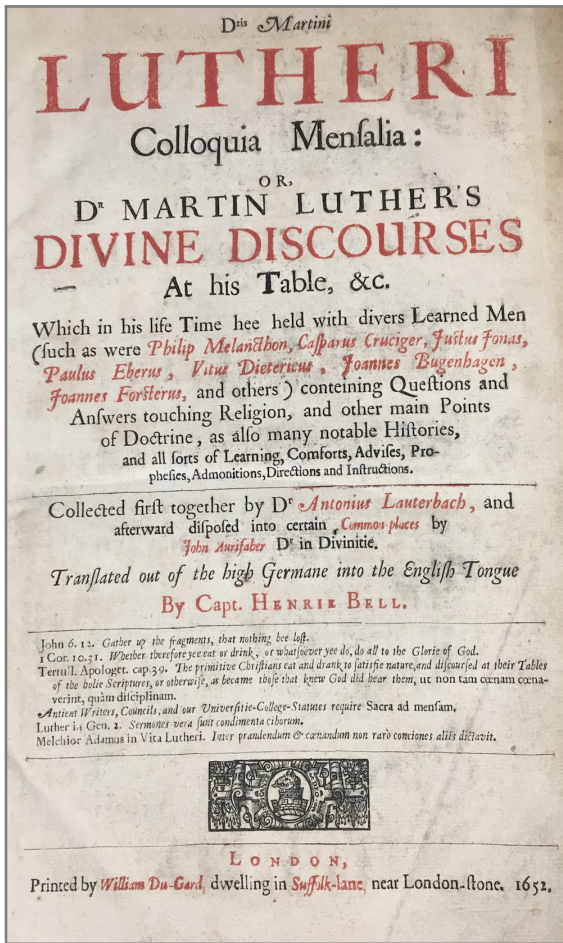 Dris Martini
LUTHERI
Colloquia Menſalia:
OR,
Dr MARTIN LUTHER'S
DIVINE DISCOURSES
At his Table, &c.
Which in his life Time hee held with divers Learned Men
(ſuch as were Philip Melancthon, Caſparus Cruciger, Juſtus Jonas,
Paulus Eberus, Vitus Dietericus, Joannes Bugenhagen,
Joannes Forſterus, and others) conteining Queſtions and
Anſwers touching Religion, and other main Points
of Doctrine, as alſo many notable Hiſtories,
and all ſorts of Learning, Comforts, Adviſes, Pro-
pheſies, Admonitions, Directions and Inſtructions.
Collected firſt together by Dr Antonius Lauterbach, and
afterward diſpoſed into certain Common-places by
John Aurifaber Dr in Divinitie.
Tranſlated out of the high Germane into the Engliſh Tongue
By Capt. HENRIE BELL.
John 6. 12. Gather up the fragments, that nothing bee loſt.
1 Cor. 10.31. Whether therefore yee eat or drink, or whatſoever yee do, do all to the Glorie of God.
Tertull. Apologet. cap. 39. The primitive Chriſtians eat and drank to ſatisfie nature, and diſcourſed at their Tables
of the holie Scriptures, or otherwiſe, as became thoſe that knew God did hear them, ut non tam cœnam cœna-
verint, quàm diſciplinam.
Antient Writers, Councils, and our Univerſitie-College-Statutes require Sacra ad menſam.
Luther in Gen. 2. Sermones vera ſunt condimenta ciborum.
Melchior Adamus in Vita Lutheri. Inter prandendum & cœnandum non rarò conciones aliis dictavit.
LONDON,
Printed by William Du-Gard, dwelling in Suffolk-lane, near London-ſtone. 1652.